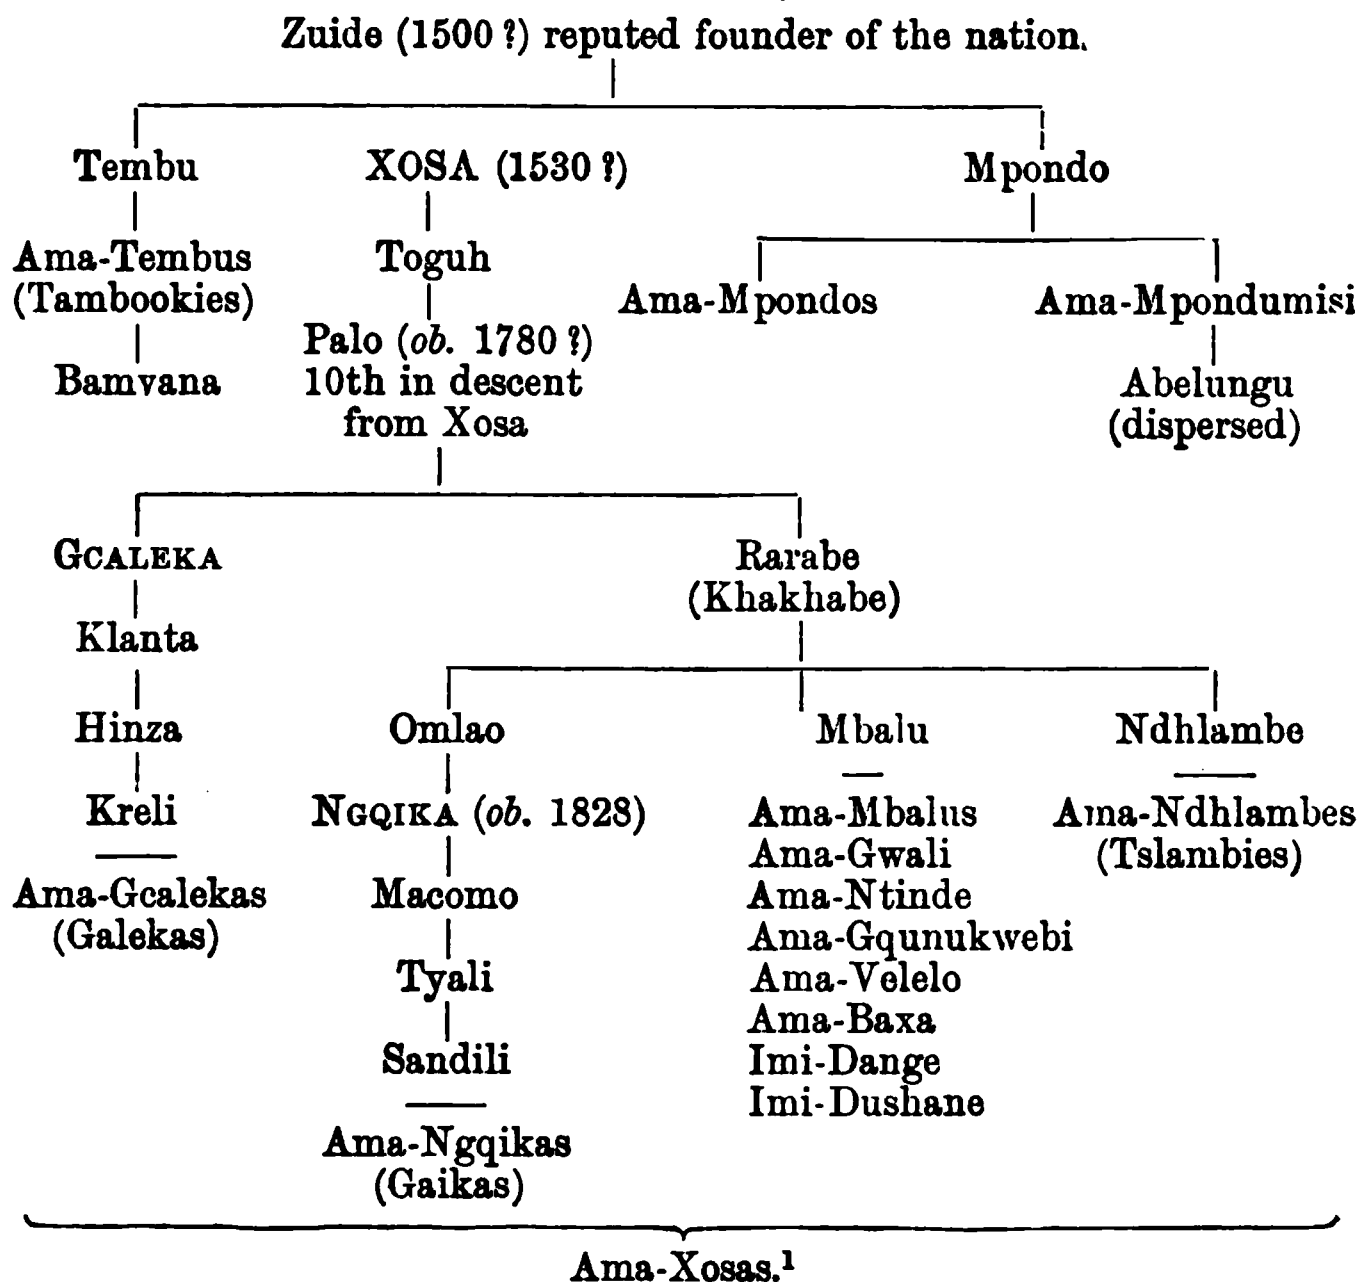 Zuide (1500 ?) reputed founder of the nation.
Tembu XOSA (1530 ?) Mpondo
Ama-Tembus Toguh
(Tambookies) Ama-Mpondos Ama-Mpondumisi
Palo (ob. 1780 ?)
Bamvana 10th in descent Abelungu
from Xosa (dispersed)
GCALEKA Rarabe
(Khakhabe)
Klanta
Hinza Omlao Mbalu Ndhlambe
Kreli NGQIKA (ob. 1828) Ama-Mbalus Ama-Ndhlambes
Ama-Gwali (Tslambies)
Ama-Gcalekas Macomo Ama-Ntinde
(Galekas) Ama-Gqunukwebi
Tyali Ama-Velelo
Ama-Baxa
Sandili Imi-Dange
Imi-Dushane
Ama-Ngqikas
(Gaikas)
Ama-Xosas.¹